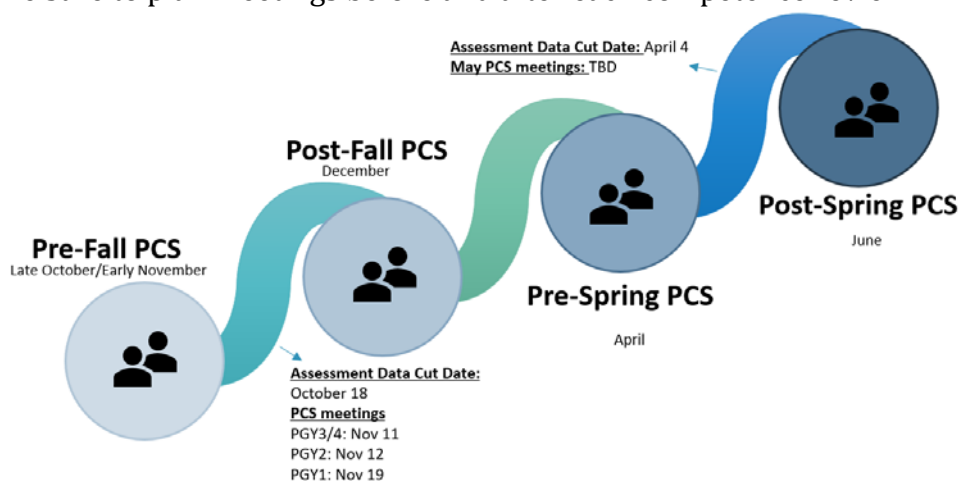 Assessment Data Cut Date: April 4
May PCS meetings: TBD
Post-Fall PCS
December
Post-Spring PCS
June
Pre-Fall PCS
Late October/Early November
Pre-Spring PCS
April
Assessment Data Cut Date:
October 18
PCS meetings
PGY3/4: Nov 11
PGY2: Nov 12
PGY1: Nov 19